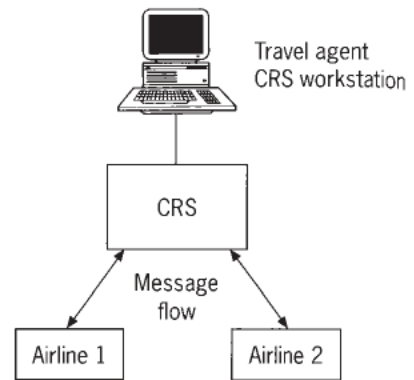 Travel agent
CRS workstation
CRS
Message
flow
Airline 1
Airline 2